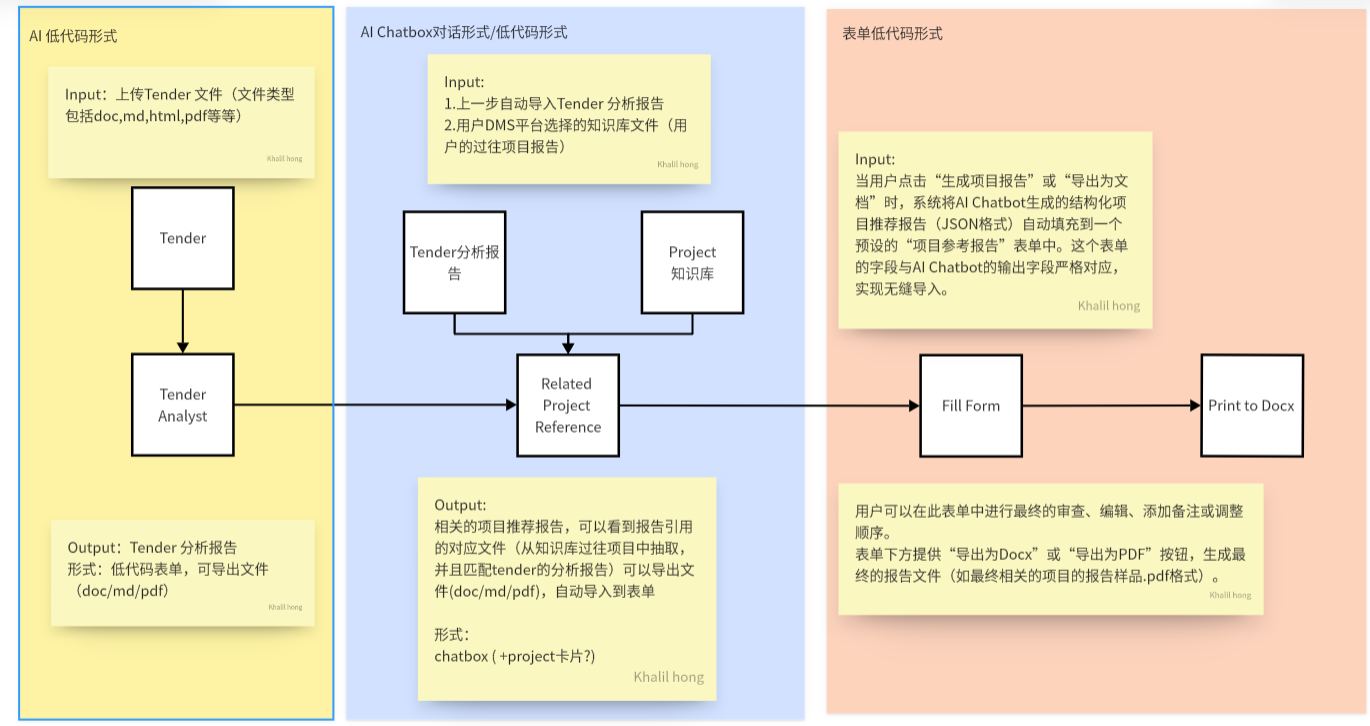 AI 低代码形式
Input：上传Tender 文件（文件类型
包括doc,md,html,pdf等等）
Khalil hong
Tender
Tender
Analyst
Output：Tender 分析报告
形式：低代码表单，可导出文件
（doc/md/pdf）
Khalil hong
AI Chatbox对话形式/低代码形式
Input:
1.上一步自动导入Tender 分析报告
2.用户DMS平台选择的知识库文件（用
户的过往项目报告）
Khalil hong
Tender分析报
告
Project
知识库
Related
Project
Reference
Output:
相关的项目推荐报告，可以看到报告引用
的对应文件（从知识库过往项目中抽取，
并且匹配tender的分析报告）可以导出文
件(doc/md/pdf)，自动导入到表单
形式：
chatbox ( +project卡片?)
Khalil hong
表单低代码形式
Input:
当用户点击“生成项目报告”或“导出为文
档”时，系统将AI Chatbot生成的结构化项
目推荐报告（JSON格式）自动填充到一个
预设的“项目参考报告”表单中。这个表单
的字段与AI Chatbot的输出字段严格对应，
实现无缝导入。
Khalil hong
Fill Form
Print to Docx
用户可以在此表单中进行最终的审查、编辑、添加备注或调整
顺序。
表单下方提供“导出为Docx”或“导出为PDF”按钮，生成最
终的报告文件（如最终相关的项目的报告样品.pdf格式）。
Khalil hong